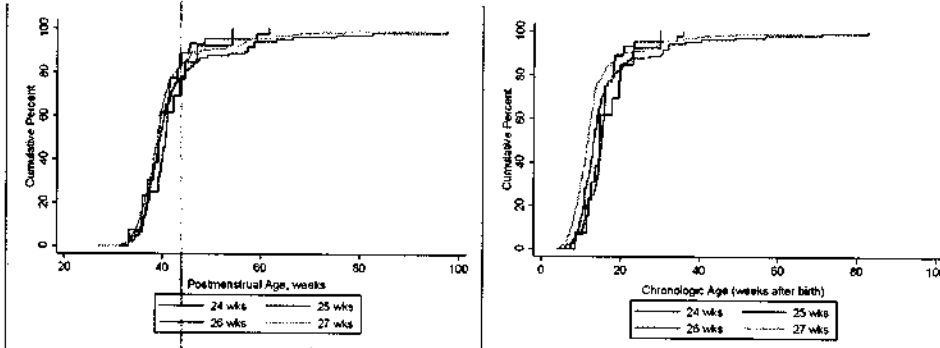 Cumulative Percent
100
80
60
40
20
0
20 40 60 80 100
Postmenstrual Age, weeks
24 wks 25 wks
26 wks 27 wks
Cumulative Percent
100
80
60
40
20
0
0 20 40 60 80 100
Chronologic Age (weeks after birth)
24 wks 25 wks
26 wks 27 wks